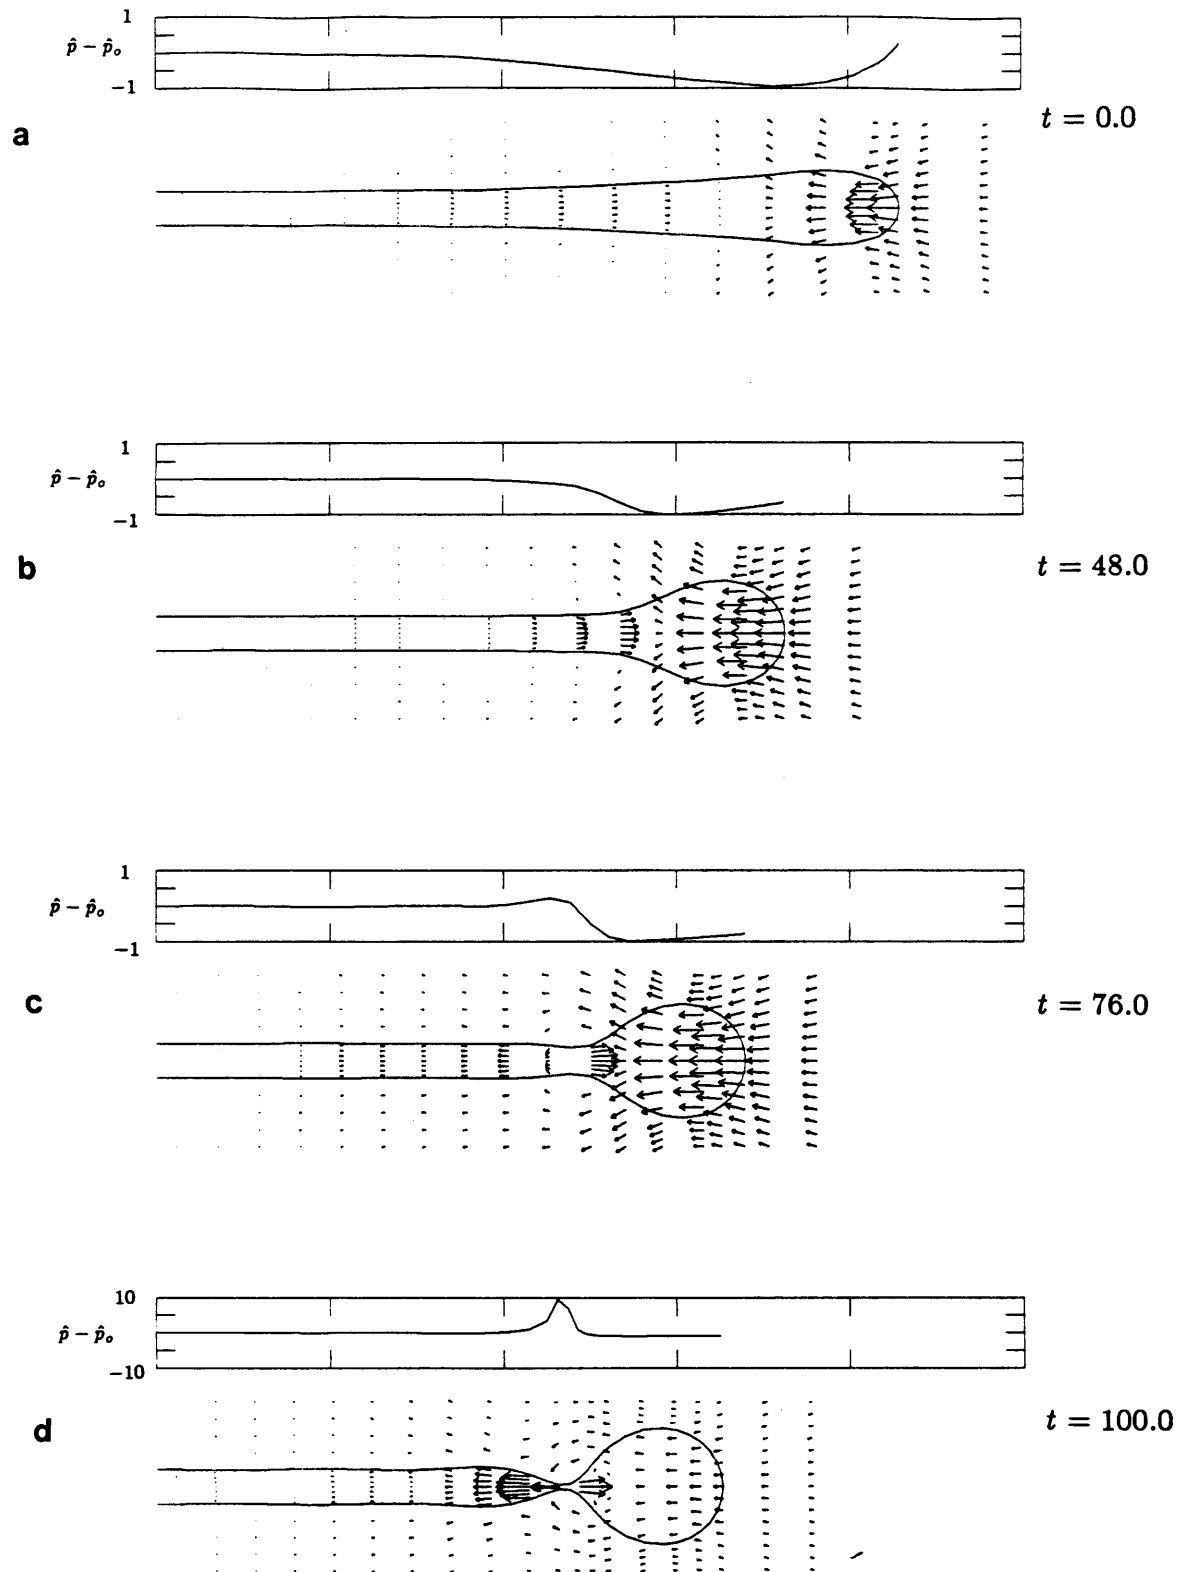 1
p̂ − p̂ₒ
−1
a
t = 0.0
1
p̂ − p̂ₒ
−1
b
t = 48.0
1
p̂ − p̂ₒ
−1
c
t = 76.0
10
p̂ − p̂ₒ
−10
d
t = 100.0